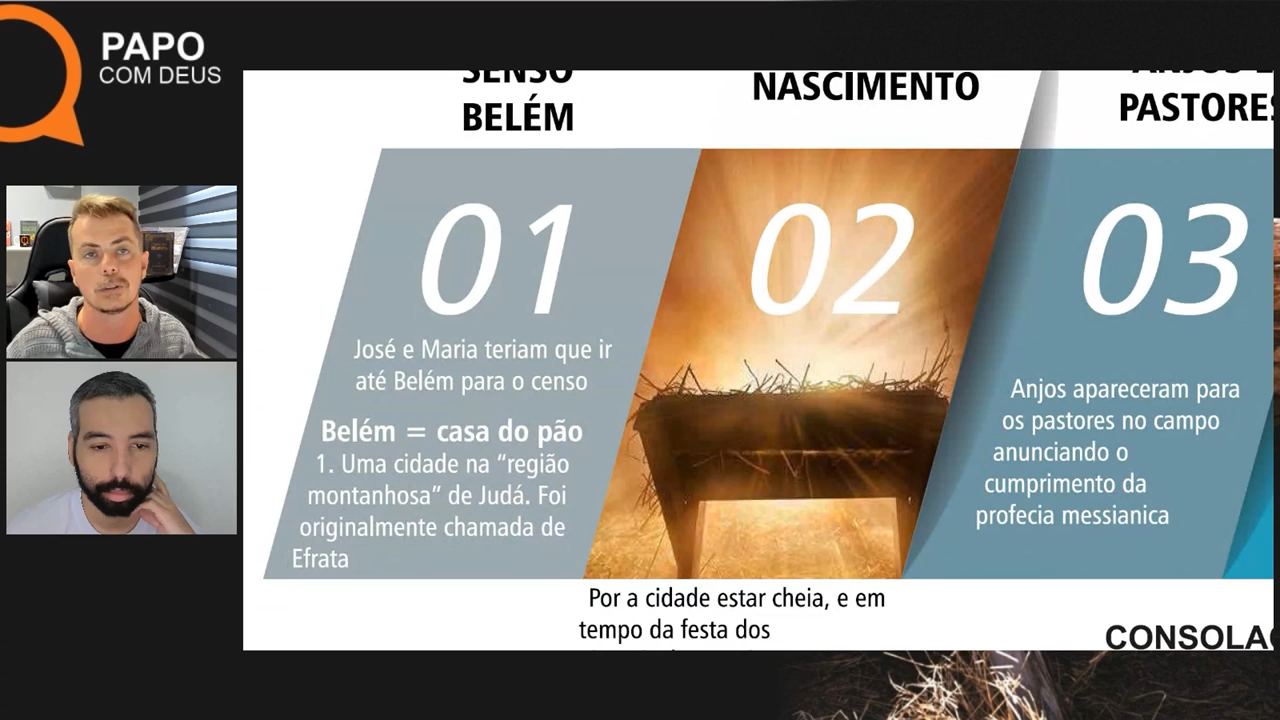 PAPO
COM DEUS
SENSO
BELÉM
NASCIMENTO
PASTORES
01
02
03
José e Maria teriam que ir
até Belém para o censo
Belém = casa do pão
1. Uma cidade na “região
montanhosa” de Judá. Foi
originalmente chamada de
Efrata
Anjos apareceram para
os pastores no campo
anunciando o
cumprimento da
profecia messianica
Por a cidade estar cheia, e em
tempo da festa dos